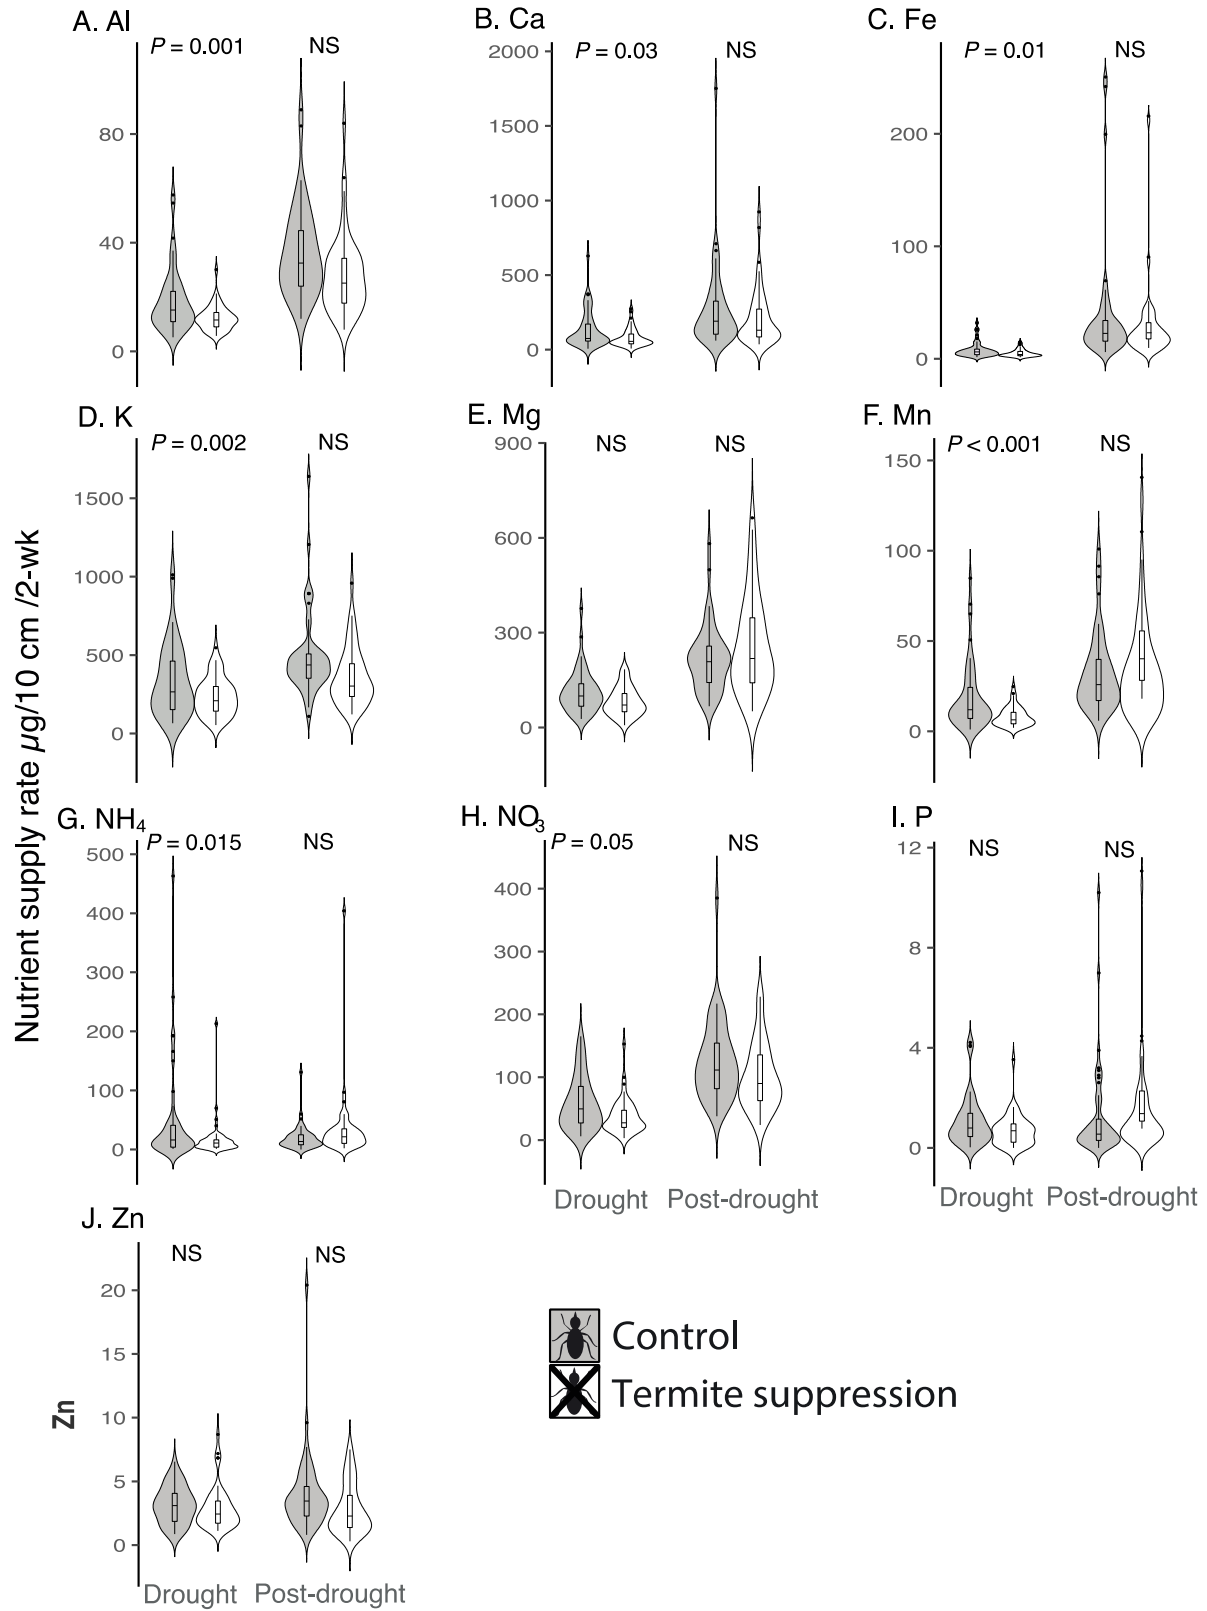 A. Al
B. Ca
C. Fe
P = 0.001
NS
P = 0.03
NS
P = 0.01
NS
80
40
0
2000
1500
1000
500
0
200
100
0
D. K
E. Mg
F. Mn
P = 0.002
NS
NS
NS
P < 0.001
NS
1500
1000
500
0
900
600
300
0
150
100
50
0
Nutrient supply rate µg/10 cm /2-wk
G. NH4
H. NO3
I. P
P = 0.015
NS
P = 0.05
NS
NS
NS
500
400
300
200
100
0
400
300
200
100
0
12
8
4
0
Drought Post-drought
Drought Post-drought
J. Zn
NS
NS
20
15
10
5
0
Zn
Drought Post-drought
Control
Termite suppression